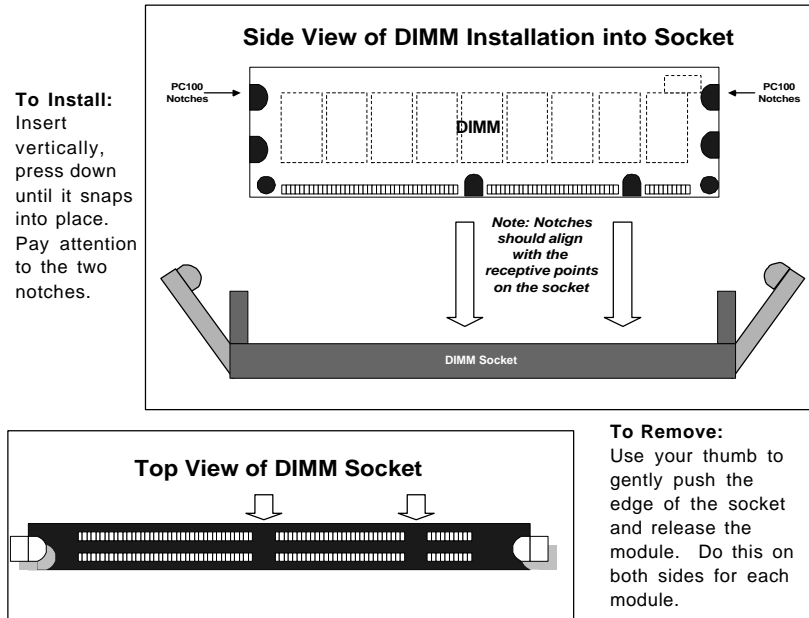 Side View of DIMM Installation into Socket
PC100
Notches
PC100
Notches
To Install:
Insert
vertically,
press down
until it snaps
into place.
Pay attention
to the two
notches.
DIMM
Note: Notches
should align
with the
receptive points
on the socket
DIMM Socket
Top View of DIMM Socket
To Remove:
Use your thumb to
gently push the
edge of the socket
and release the
module. Do this on
both sides for each
module.